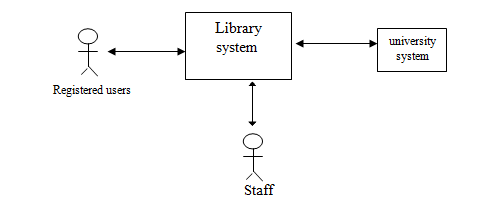 Library
system
university
system
Registered users
Staff